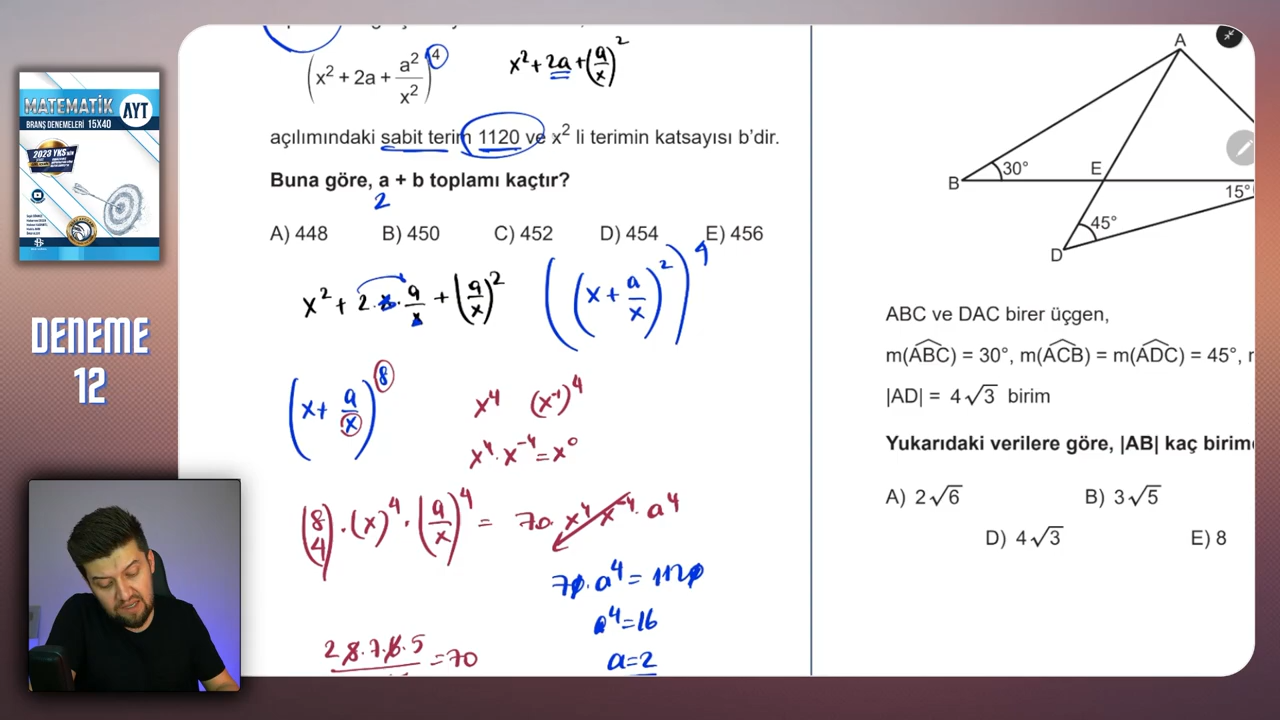 MATEMATİK
AYT
BRANŞ DENEMELERİ 15X40
2023 YKS'YE
DENEME
12
(x² + 2a + a²/x²)⁴
x² + 2a + (a/x)²
açılımındaki sabit terim 1120 ve x² li terimin katsayısı b'dir.
Buna göre, a + b toplamı kaçtır?
2
A) 448 B) 450 C) 452 D) 454 E) 456
x² + 2·x·a/x + (a/x)² ((x + a/x)²)⁴
(x + a/x)⁸ x⁴ (x⁻¹)⁴
x⁴·x⁻⁴=x⁰
(8 4)·(x)⁴·(a/x)⁴ = 70·x⁴x⁻⁴·a⁴
70·a⁴=1120
a⁴=16
a=2
2 8·7·6·5 =70
A
B 30° E 15°
45°
D
ABC ve DAC birer üçgen,
m(ABC) = 30°, m(ACB) = m(ADC) = 45°,
|AD| = 4√3 birim
Yukarıdaki verilere göre, |AB| kaç birim
A) 2√6 B) 3√5
D) 4√3 E) 8